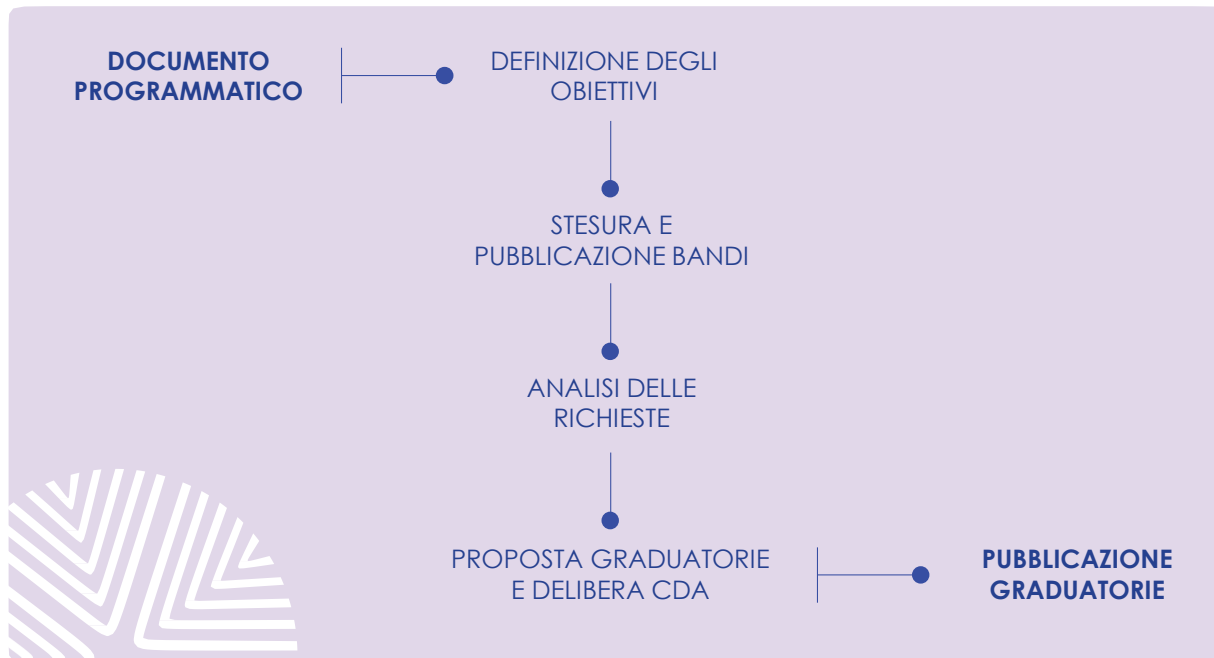 DOCUMENTO
PROGRAMMATICO
DEFINIZIONE DEGLI
OBIETTIVI
STESURA E
PUBBLICAZIONE BANDI
ANALISI DELLE
RICHIESTE
PROPOSTA GRADUATORIE
E DELIBERA CDA
PUBBLICAZIONE
GRADUATORIE